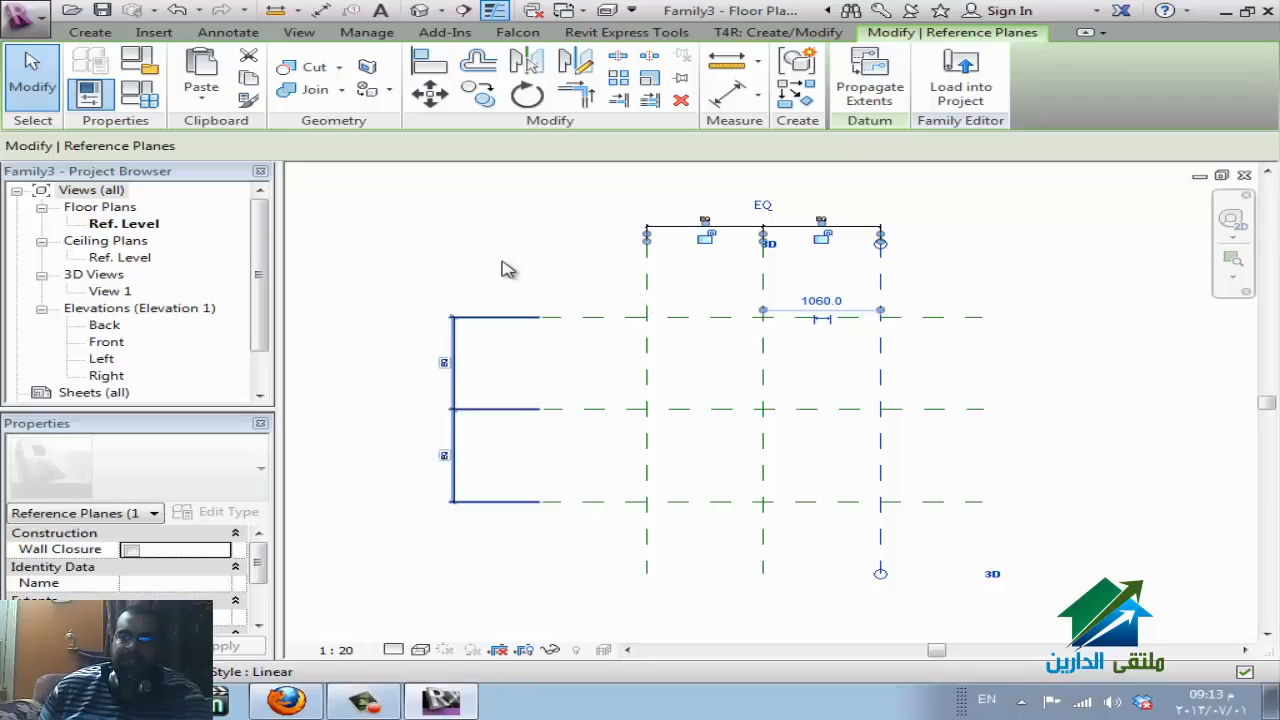 Family3 - Floor Pla...
Sign In
Create
Insert
Annotate
View
Manage
Add-Ins
Falcon
Revit Express Tools
T4R: Create/Modify
Modify | Reference Planes
Modify
Paste
Cut
Join
Propagate
Extents
Load into
Project
Select
Properties
Clipboard
Geometry
Modify
Measure
Create
Datum
Family Editor
Modify | Reference Planes
Family3 - Project Browser
Views (all)
Floor Plans
Ref. Level
Ceiling Plans
Ref. Level
3D Views
View 1
Elevations (Elevation 1)
Back
Front
Left
Right
Sheets (all)
Properties
Reference Planes (1
Edit Type
Construction
Wall Closure
Identity Data
Name
pply
EQ
3D
1060.0
3D
2D
1 : 20
Style : Linear
ملتقى الدارين
EN
09:13 م
٢٠١٣/٠٧/٠١